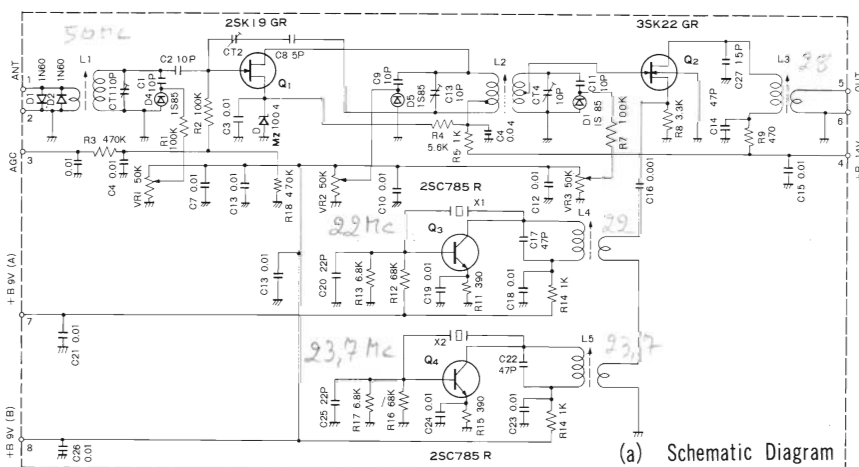 2SK19 GR
3SK22 GR
50Mc
ANT
1
2
1N60
1N60
D1
D2
L1
CT1 10P
C1 10P
D4 1S85
C2 10P
CT2
C8 5P
Q1
R1 100K
R2 100K
C3 0.01
D
M2 100 4
C9 10P
D5 1S85
C13 10P
L2
CT4 10P
C11 10P
D1 1S 85
R7 100K
Q2
R8 3.3K
C27 15P
47P
C14
L3
28
R9 470
OUT
5
6
4
+B 14V
R4 5.6K
R5 1K
C4 0.04
AGC
3
R3 470K
0.01
C4 0.01
VR1 50K
C7 0.01
C13 0.01
R18 470K
VR2 50K
C10 0.01
2SC785 R
C12 0.01
VR3 50K
C16 0.001
C15 0.01
22Mc
X1
Q3
C17 47P
L4
22
C13 0.01
C20 22P
R13 6.8K
R12 68K
C19 0.01
R11 390
C18 0.01
R14 1K
+B 9V (A)
7
C21 0.01
23,7 Mc
X2
Q4
C22 47P
L5
23,7
C25 22P
R17 6.8K
R16 68K
C24 0.01
R15 390
C23 0.01
R14 1K
+B 9V (B)
8
C26 0.01
2SC785 R
(a) Schematic Diagram